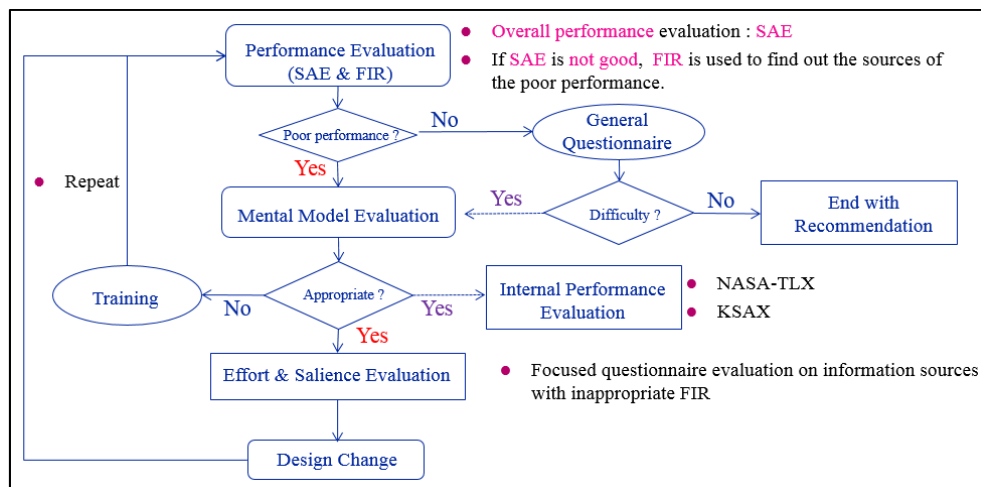 Performance Evaluation
(SAE & FIR)
● Overall performance evaluation : SAE
● If SAE is not good, FIR is used to find out the sources of
the poor performance.
Poor performance ?
No
General
Questionnaire
Yes
● Repeat
Mental Model Evaluation
Yes
Difficulty ?
No
End with
Recommendation
Training
No
Appropriate ?
Yes
Internal Performance
Evaluation
● NASA-TLX
● KSAX
Yes
Effort & Salience Evaluation
● Focused questionnaire evaluation on information sources
with inappropriate FIR
Design Change